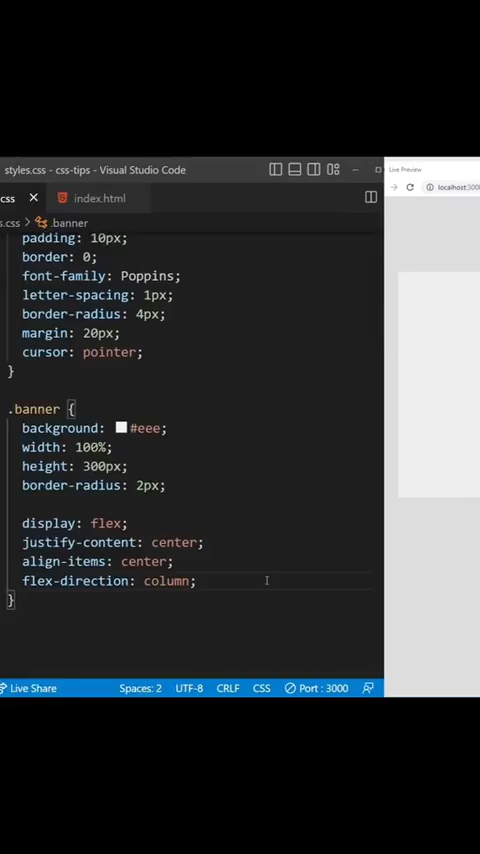 styles.css - css-tips - Visual Studio Code
Live Preview
css
index.html
localhost:3000
s.css > .banner
padding: 10px;
border: 0;
font-family: Poppins;
letter-spacing: 1px;
border-radius: 4px;
margin: 20px;
cursor: pointer;
}
.banner {
background: #eee;
width: 100%;
height: 300px;
border-radius: 2px;
display: flex;
justify-content: center;
align-items: center;
flex-direction: column;
}
Live Share Spaces: 2 UTF-8 CRLF CSS Port : 3000